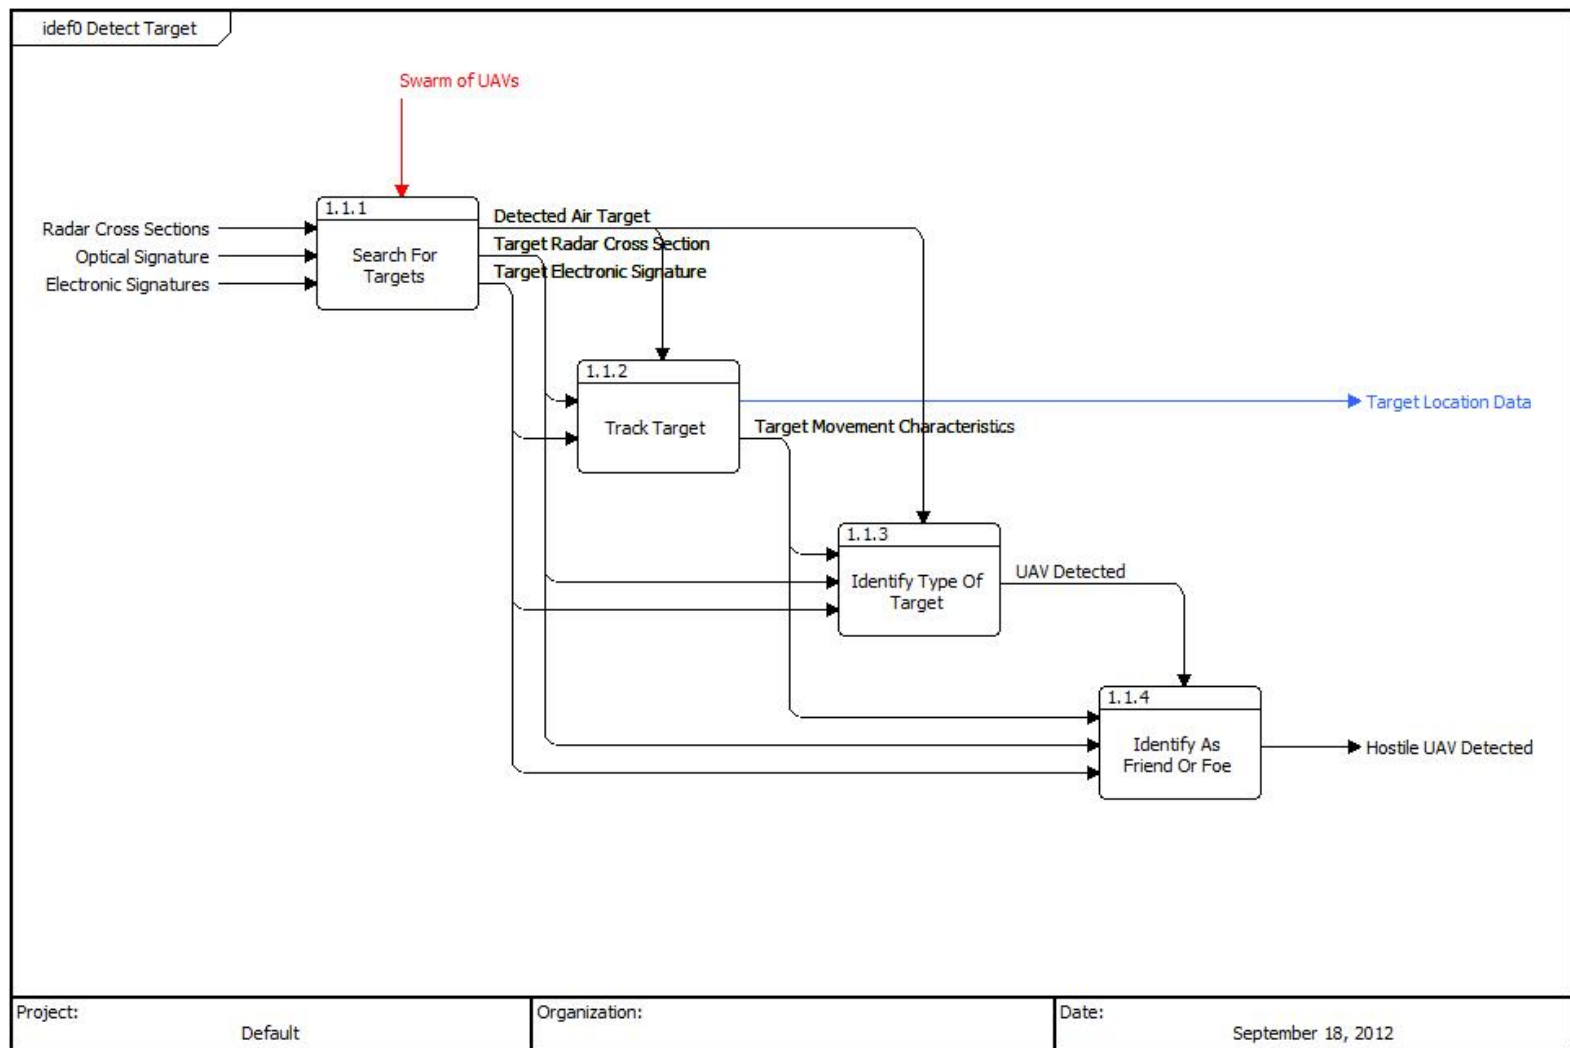 idef0 Detect Target
Swarm of UAVs
1.1.1
Search For
Targets
Radar Cross Sections
Optical Signature
Electronic Signatures
Detected Air Target
Target Radar Cross Section
Target Electronic Signature
1.1.2
Track Target
Target Location Data
Target Movement Characteristics
1.1.3
Identify Type Of
Target
UAV Detected
1.1.4
Identify As
Friend Or Foe
Hostile UAV Detected
Project:
Default
Organization:
Date:
September 18, 2012